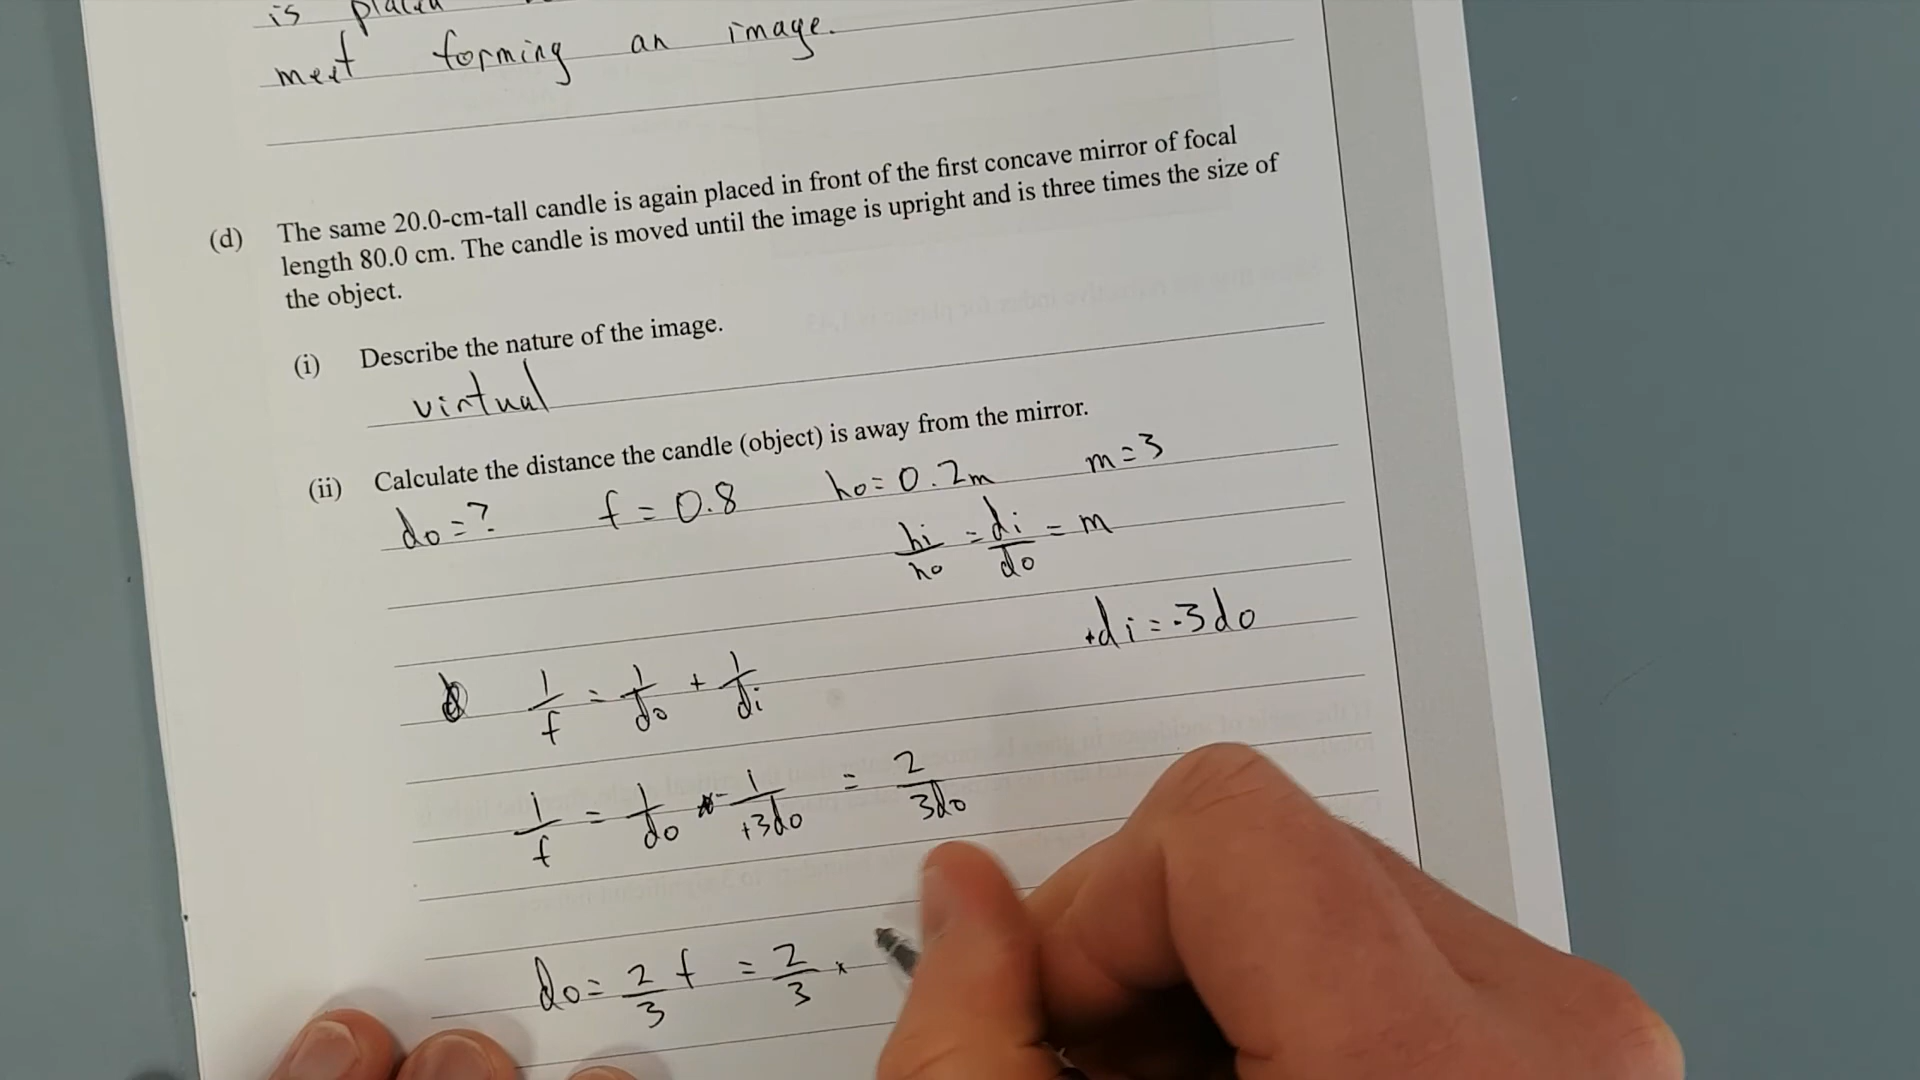 is placed
meet forming an image.
(d) The same 20.0-cm-tall candle is again placed in front of the first concave mirror of focal
length 80.0 cm. The candle is moved until the image is upright and is three times the size of
the object.
(i) Describe the nature of the image.
virtual
(ii) Calculate the distance the candle (object) is away from the mirror.
do = ? f = 0.8 ho = 0.2m m = 3
hi/ho = di/do = m
+di = -3do
1/f = 1/do + 1/di
1/f = 1/do - 1/+3do = 2/3do
do = 2/3 f = 2/3 ×